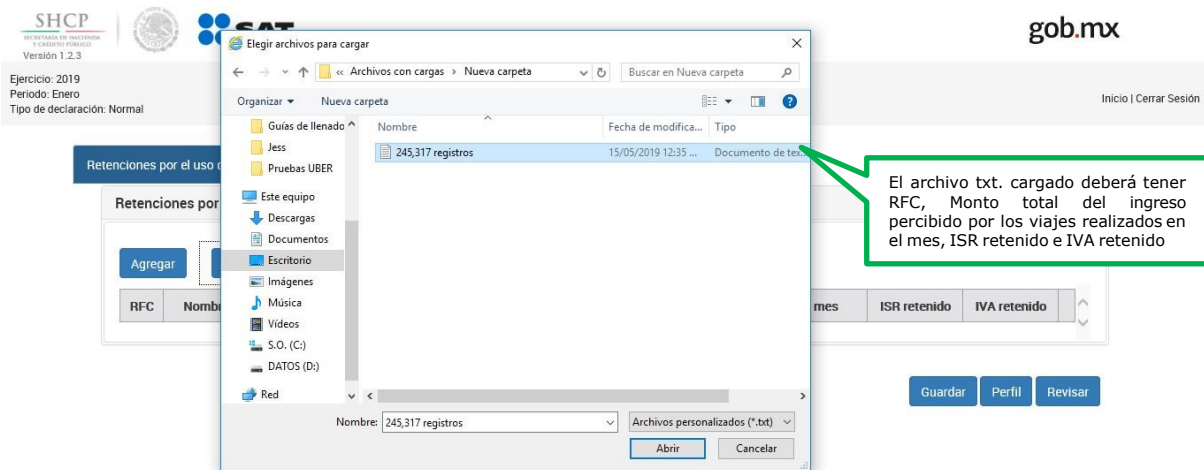 SHCP
SECRETARÍA DE HACIENDA
Y CRÉDITO PÚBLICO
Versión 1.2.3
SAT
gob.mx
Ejercicio: 2019
Periodo: Enero
Tipo de declaración: Normal
Inicio | Cerrar Sesión
Elegir archivos para cargar
« Archivos con cargas > Nueva carpeta
Buscar en Nueva carpeta
Organizar
Nueva carpeta
Guías de llenado
Jess
Pruebas UBER
Este equipo
Descargas
Documentos
Escritorio
Imágenes
Música
Vídeos
S.O. (C:)
DATOS (D:)
Red
Nombre
Fecha de modifica...
Tipo
245,317 registros
15/05/2019 12:35 ...
Documento de tex...
Nombre:
245,317 registros
Archivos personalizados (*.txt)
Abrir
Cancelar
Retenciones por el uso
Retenciones por
Agregar
RFC
mes
ISR retenido
IVA retenido
Guardar
Perfil
Revisar
El archivo txt. cargado deberá tener
RFC, Monto total del ingreso
percibido por los viajes realizados en
el mes, ISR retenido e IVA retenido